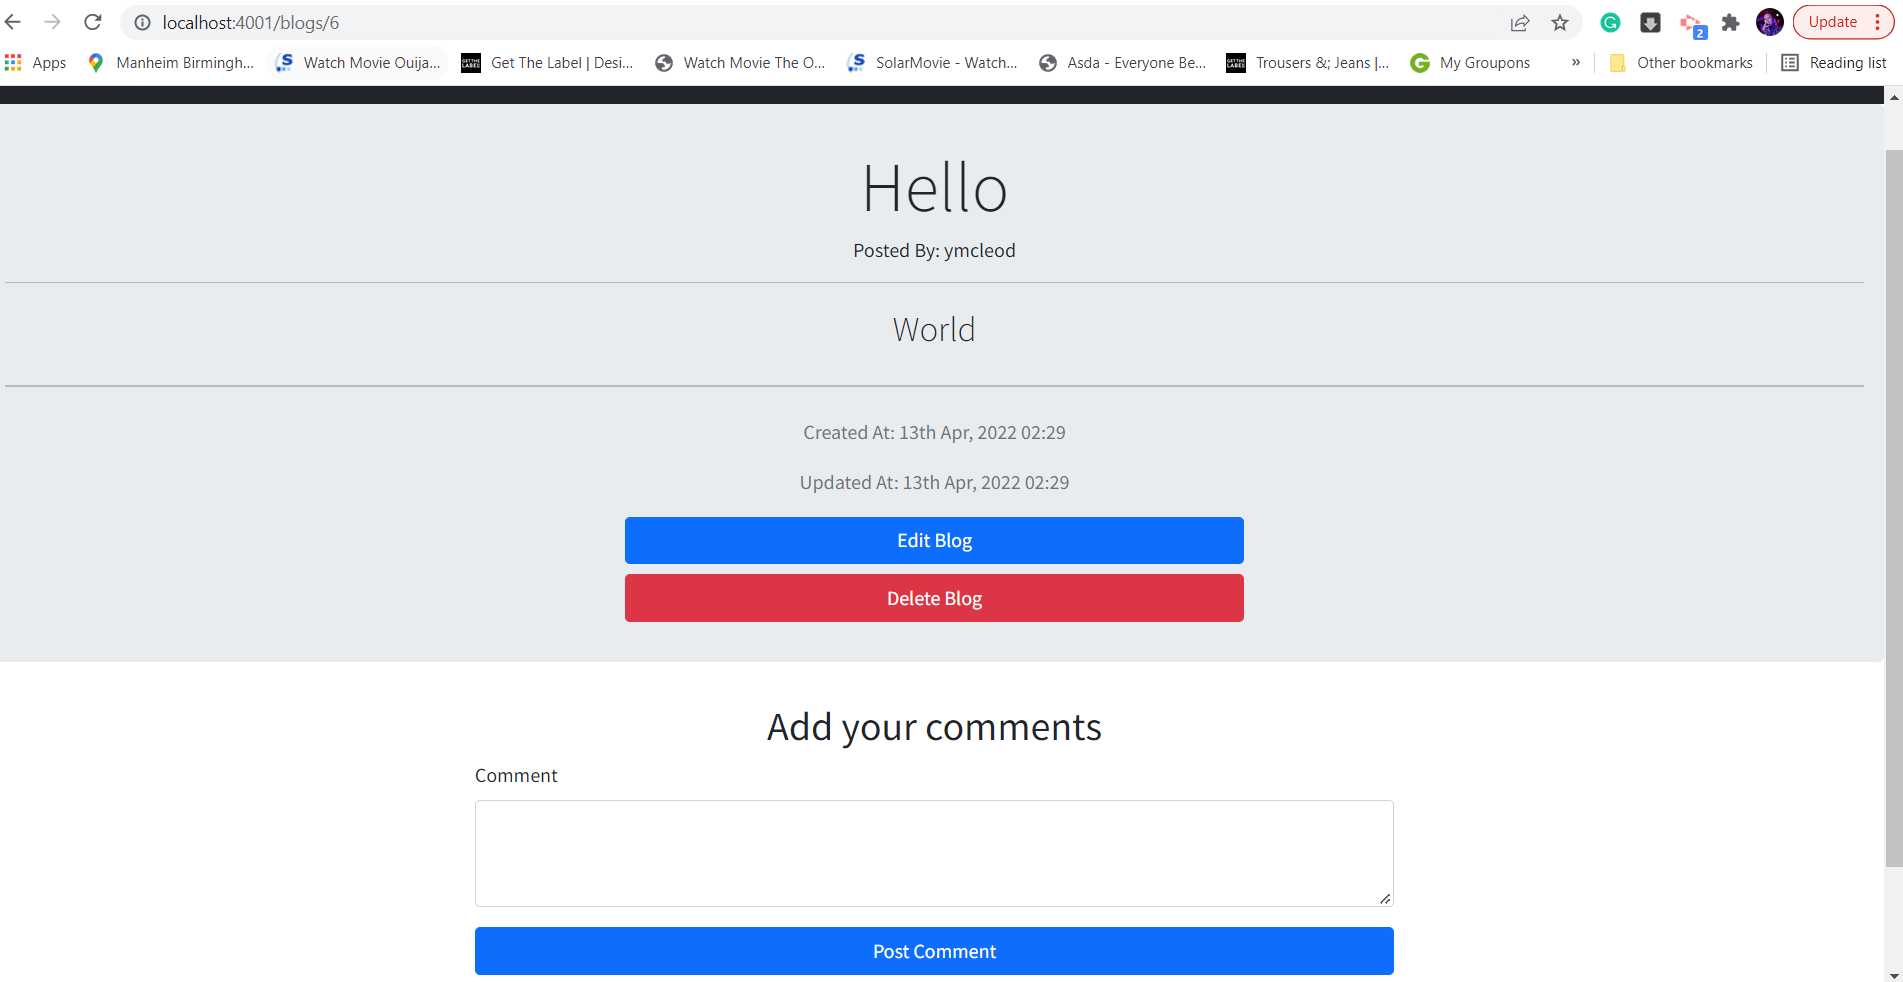 localhost:4001/blogs/6
Update
2
Apps Manheim Birmingh... Watch Movie Ouija... Get The Label | Desi... Watch Movie The O... SolarMovie - Watch... Asda - Everyone Be... Trousers &; Jeans |... My Groupons » Other bookmarks Reading list
Hello
Posted By: ymcleod
World
Created At: 13th Apr, 2022 02:29
Updated At: 13th Apr, 2022 02:29
Edit Blog
Delete Blog
Add your comments
Comment
Post Comment